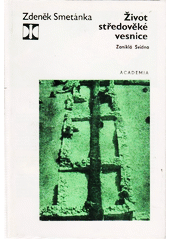 Zdeněk Smetánka
Život
středověké
vesnice
Zaniklá Svídna
ACADEMIA